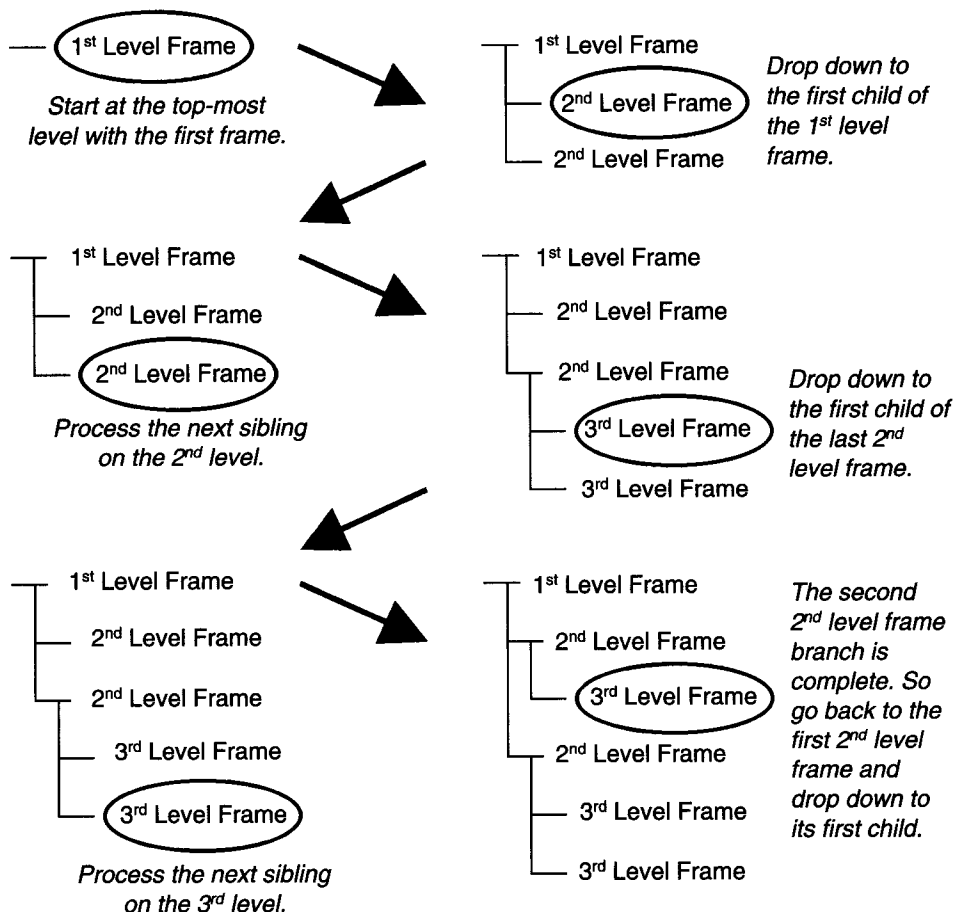 1st Level Frame
Start at the top-most
level with the first frame.
1st Level Frame
2nd Level Frame
2nd Level Frame
Drop down to
the first child of
the 1st level
frame.
1st Level Frame
2nd Level Frame
2nd Level Frame
Process the next sibling
on the 2nd level.
1st Level Frame
2nd Level Frame
2nd Level Frame
3rd Level Frame
3rd Level Frame
Drop down to
the first child of
the last 2nd
level frame.
1st Level Frame
2nd Level Frame
2nd Level Frame
3rd Level Frame
3rd Level Frame
Process the next sibling
on the 3rd level.
1st Level Frame
2nd Level Frame
3rd Level Frame
2nd Level Frame
3rd Level Frame
3rd Level Frame
The second
2nd level frame
branch is
complete. So
go back to the
first 2nd level
frame and
drop down to
its first child.